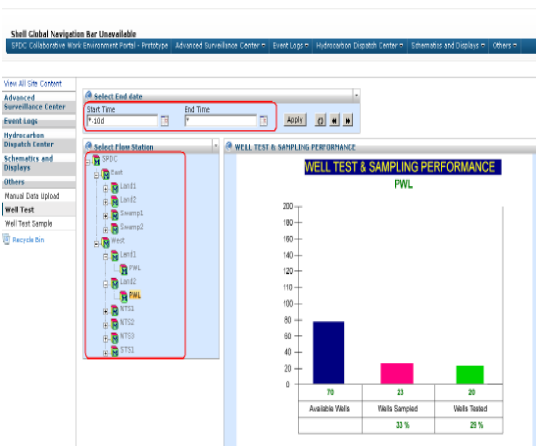 Shell Global Navigation Bar Unavailable
SPDC Collaborative Work Environment Portal - Prototype Advanced Surveillance Center Event Logs Hydrocarbon Dispatch Center Schematics and Displays Others
View All Site Content
Advanced
Surveillance Center
Event Logs
Hydrocarbon
Dispatch Center
Schematics and
Displays
Others
Manual Data Upload
Well Test
Well Test Sample
Recycle Bin
Select End date
Start Time End Time
*-10d *
Apply
Select Flow Station
SPDC
East
Land1
Land2
Swamp1
Swamp2
West
Land1
PWL
Land2
PWL
NTS1
NTS2
NTS3
STS1
WELL TEST & SAMPLING PERFORMANCE
WELL TEST & SAMPLING PERFORMANCE
PWL
200
180
160
140
120
100
80
60
40
20
0
70 23 20
Available Wells Wells Sampled Wells Tested
33 % 29 %